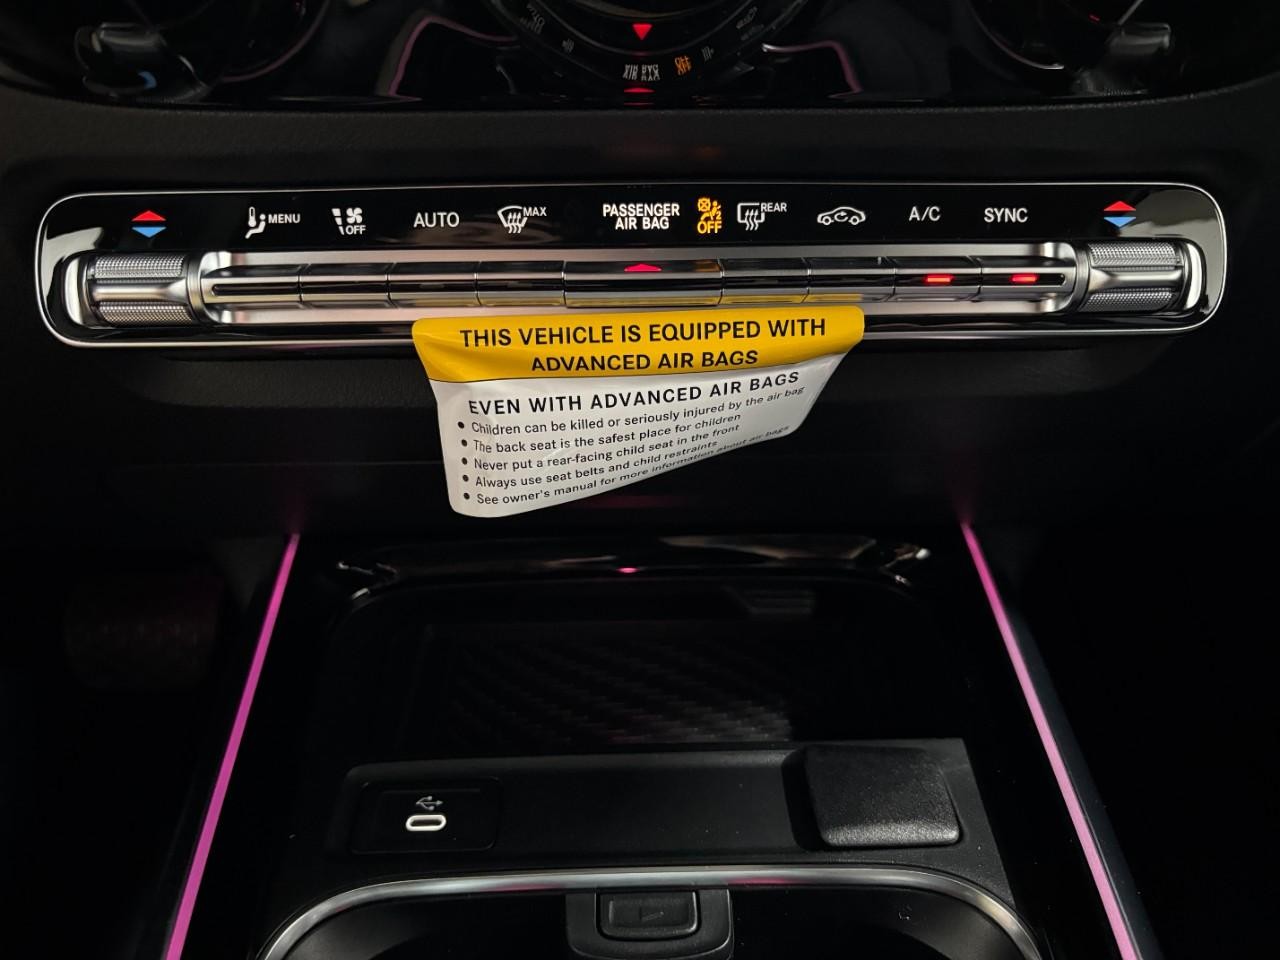 MENU
OFF
AUTO
MAX
PASSENGER
AIR BAG
OFF
REAR
A/C
SYNC
THIS VEHICLE IS EQUIPPED WITH
ADVANCED AIR BAGS
EVEN WITH ADVANCED AIR BAGS
• Children can be killed or seriously injured by the air bag
• The back seat is the safest place for children
• Never put a rear-facing child seat in the front
• Always use seat belts and child restraints
• See owner's manual for more information about air bags